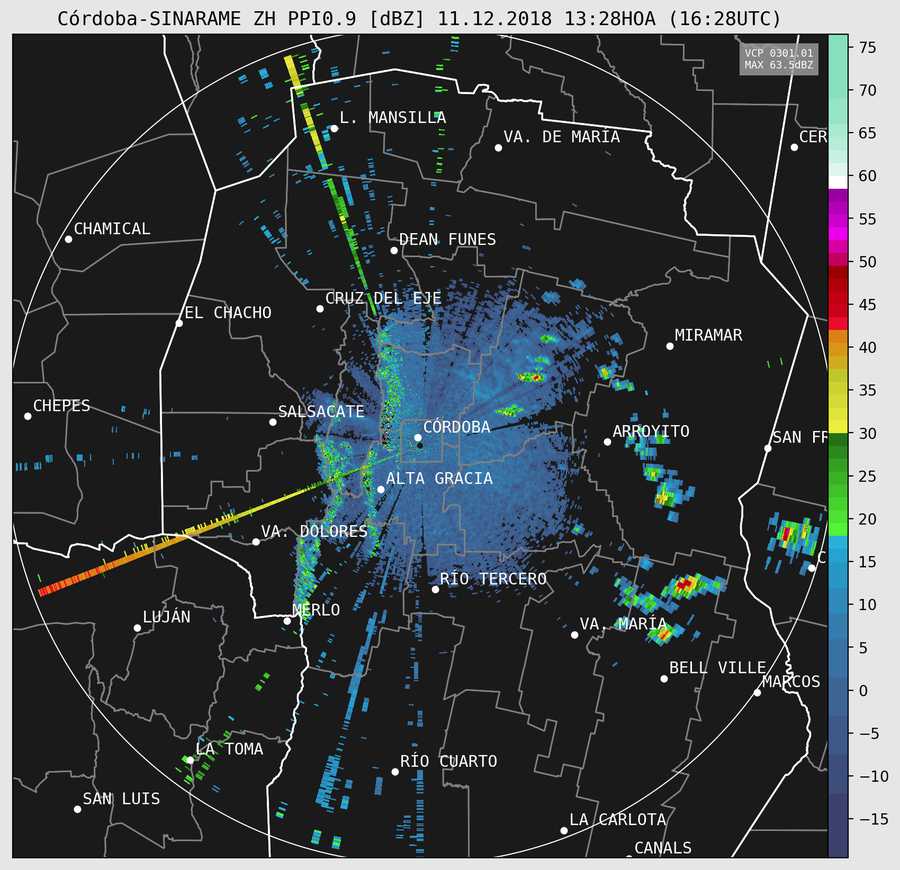 Córdoba-SINARAME ZH PPI0.9 [dBZ] 11.12.2018 13:28HOA (16:28UTC)
VCP 0301.01
MAX 63.5dBZ
75
70
65
60
55
50
45
40
35
30
25
20
15
10
5
0
−5
−10
−15
L. MANSILLA
VA. DE MARÍA
CER
CHAMICAL
DEAN FUNES
CRUZ DEL EJE
EL CHACHO
MIRAMAR
CHEPES
SALSACATE
CÓRDOBA
ARROYITO
SAN FR
ALTA GRACIA
VA. DOLORES
C
RÍO TERCERO
MERLO
LUJÁN
VA. MARÍA
BELL VILLE
MARCOS
LA TOMA
RÍO CUARTO
SAN LUIS
LA CARLOTA
CANALS